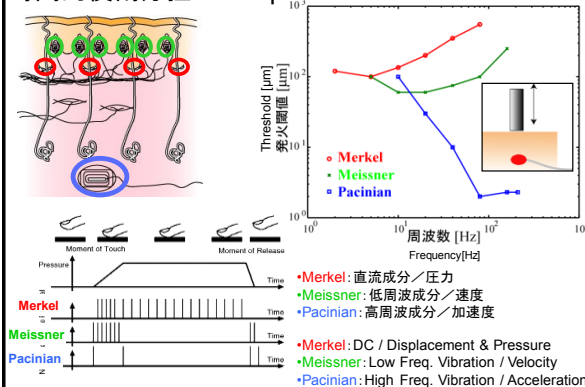 Threshold [μm]
発火閾値 [μm]
10³
10²
10¹
10⁰
Merkel
Meissner
Pacinian
10⁰
10¹
10²
周波数 [Hz]
Frequency[Hz]
Moment of Touch
Moment of Release
Pressure
Time
Merkel
Time
Meissner
Time
Pacinian
Time
•Merkel:直流成分／圧力
•Meissner:低周波成分／速度
•Pacinian:高周波成分／加速度
•Merkel:DC / Displacement & Pressure
•Meissner:Low Freq. Vibration / Velocity
•Pacinian:High Freq. Vibration / Acceleration